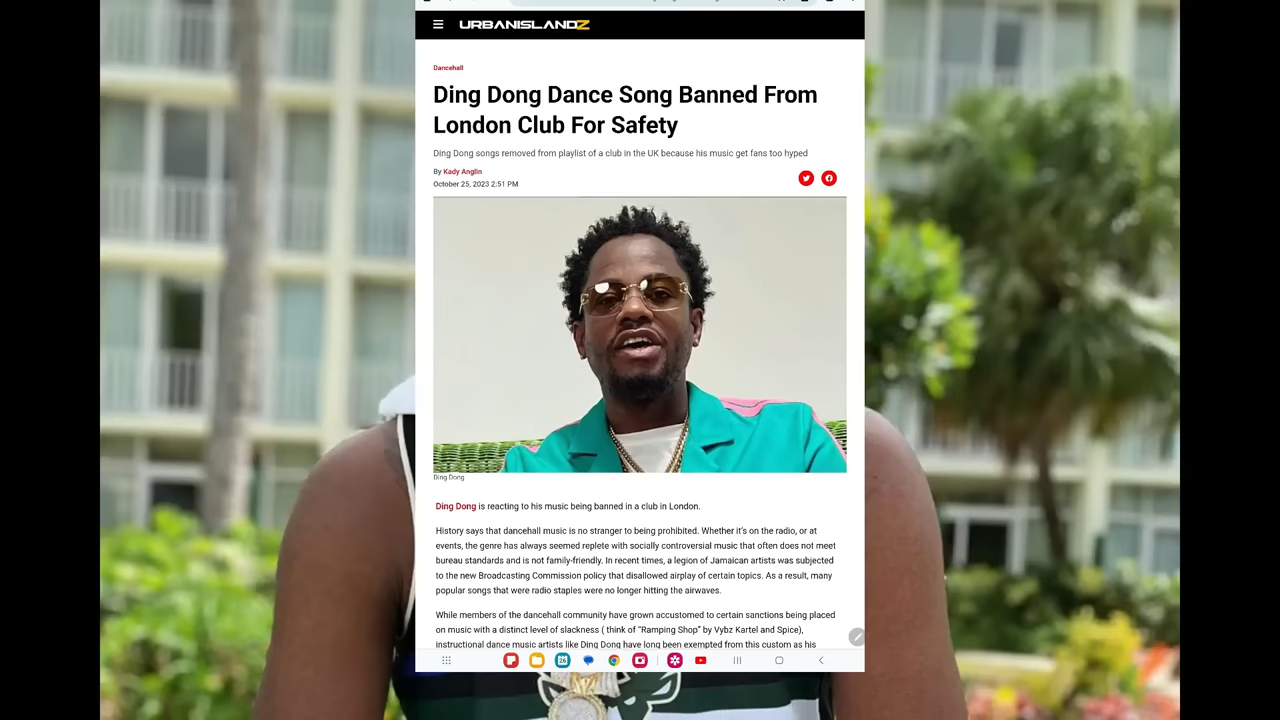 URBANISLANDZ
Dancehall
Ding Dong Dance Song Banned From
London Club For Safety
Ding Dong songs removed from playlist of a club in the UK because his music get fans too hyped
By Kady Anglin
October 25, 2023 2:51 PM
Ding Dong
Ding Dong is reacting to his music being banned in a club in London.
History says that dancehall music is no stranger to being prohibited. Whether it's on the radio, or at
events, the genre has always seemed replete with socially controversial music that often does not meet
bureau standards and is not family-friendly. In recent times, a legion of Jamaican artists was subjected
to the new Broadcasting Commission policy that disallowed airplay of certain topics. As a result, many
popular songs that were radio staples were no longer hitting the airwaves.
While members of the dancehall community have grown accustomed to certain sanctions being placed
on music with a distinct level of slackness ( think of "Ramping Shop" by Vybz Kartel and Spice),
instructional dance music artists like Ding Dong have long been exempted from this custom as his